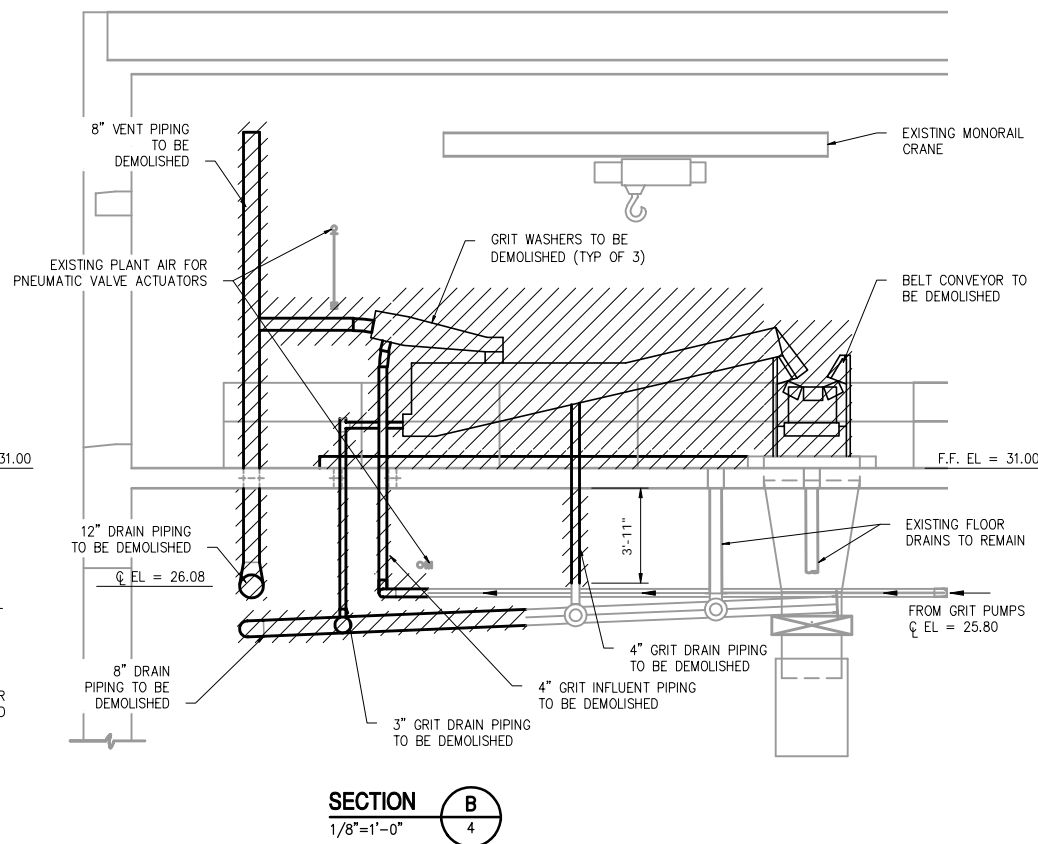 8" VENT PIPING
TO BE
DEMOLISHED
EXISTING MONORAIL
CRANE
GRIT WASHERS TO BE
DEMOLISHED (TYP OF 3)
EXISTING PLANT AIR FOR
PNEUMATIC VALVE ACTUATORS
BELT CONVEYOR TO
BE DEMOLISHED
31.00
F.F. EL = 31.00
12" DRAIN PIPING
TO BE DEMOLISHED
3'-11"
EXISTING FLOOR
DRAINS TO REMAIN
℄ EL = 26.08
FROM GRIT PUMPS
℄ EL = 25.80
8" DRAIN
PIPING TO BE
DEMOLISHED
4" GRIT DRAIN PIPING
TO BE DEMOLISHED
4" GRIT INFLUENT PIPING
TO BE DEMOLISHED
3" GRIT DRAIN PIPING
TO BE DEMOLISHED
SECTION
B
1/8"=1'-0"
4